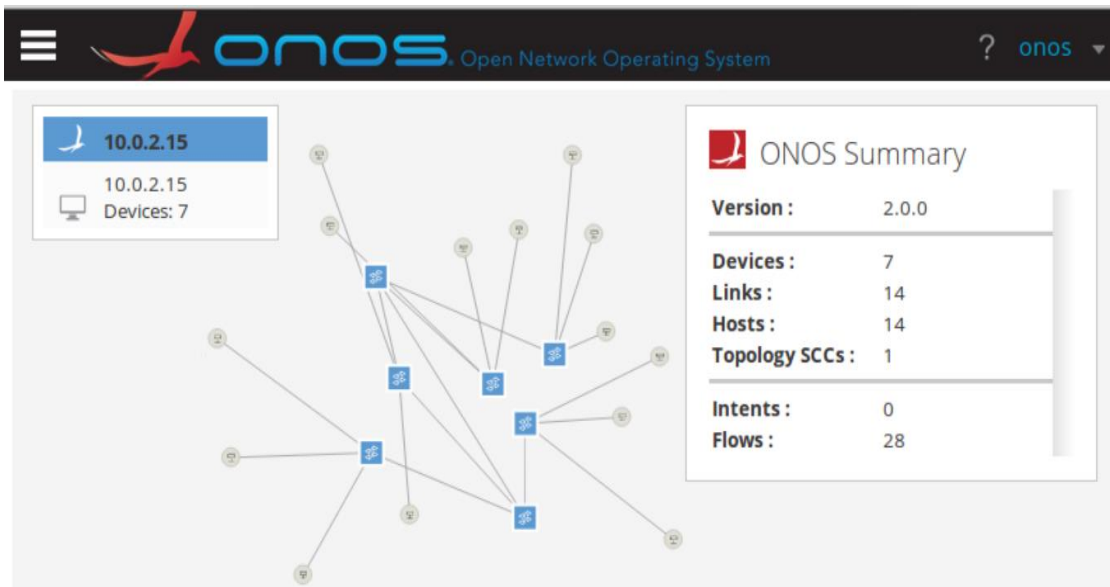 onos. Open Network Operating System
? onos
10.0.2.15
10.0.2.15
Devices: 7
ONOS Summary
Version : 2.0.0
Devices : 7
Links : 14
Hosts : 14
Topology SCCs : 1
Intents : 0
Flows : 28